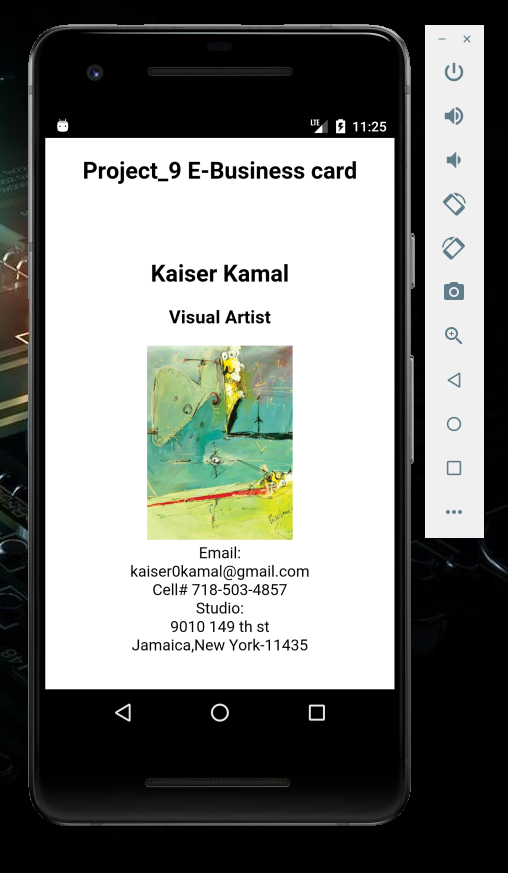 LTE 11:25
Project_9 E-Business card
Kaiser Kamal
Visual Artist
Email:
kaiser0kamal@gmail.com
Cell# 718-503-4857
Studio:
9010 149 th st
Jamaica,New York-11435